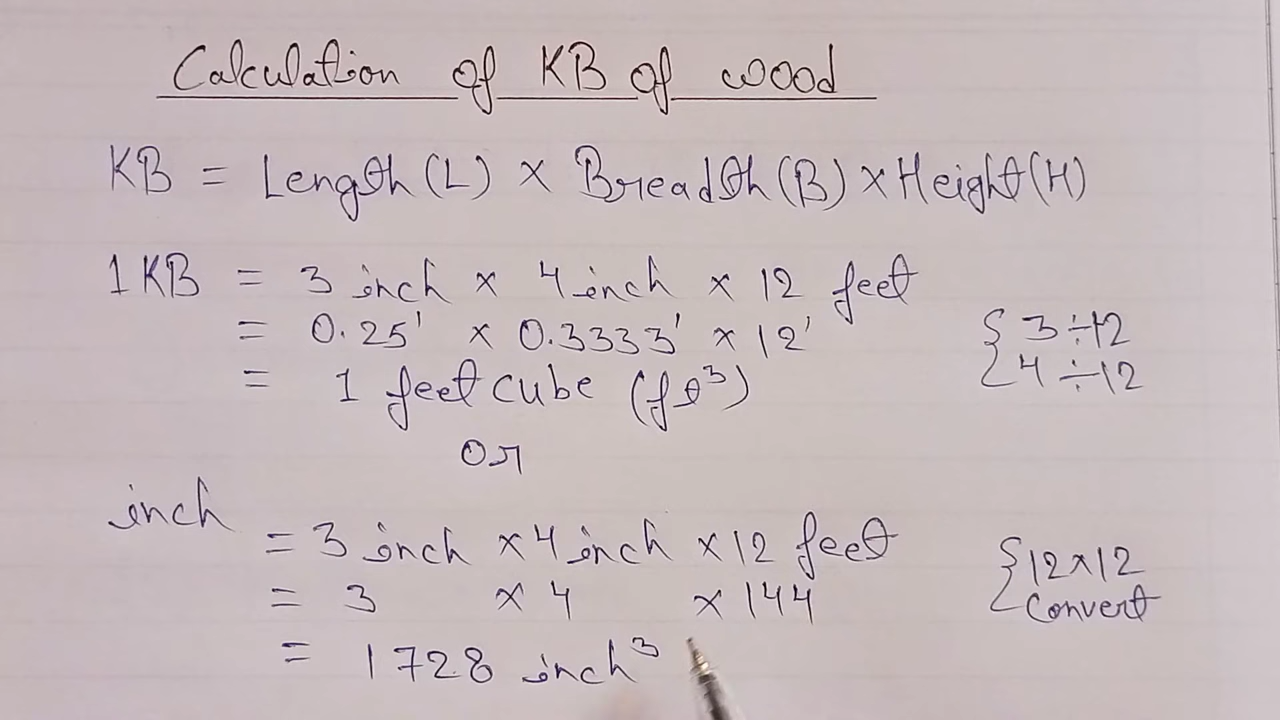 Calculation of KB of wood
KB = Length (L) × Breadth (B) × Height (H)
1 KB = 3 inch × 4 inch × 12 feet
= 0.25' × 0.3333' × 12'
{ 3 ÷ 12
4 ÷ 12
= 1 feet cube (ft³)
or
inch
= 3 inch × 4 inch × 12 feet
= 3 × 4 × 144
{ 12 × 12
Convert
= 1728 inch³